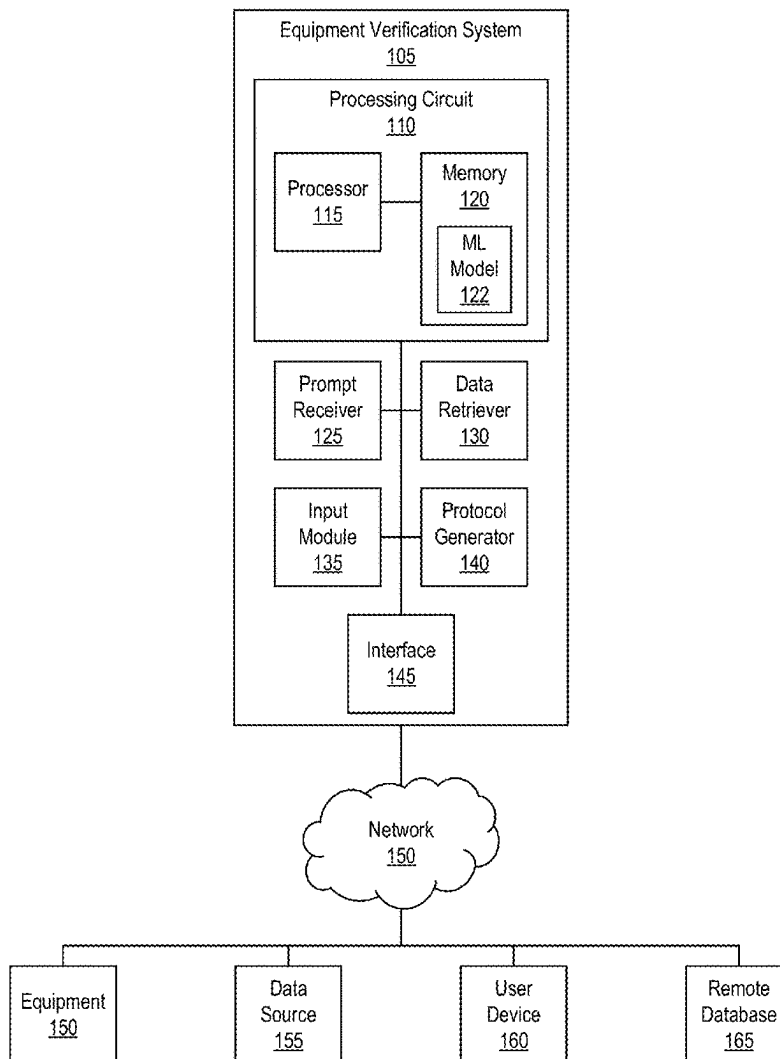 Equipment Verification System
105
Processing Circuit
110
Processor
115
Memory
120
ML
Model
122
Prompt
Receiver
125
Data
Retriever
130
Input
Module
135
Protocol
Generator
140
Interface
145
Network
150
Equipment
150
Data
Source
155
User
Device
160
Remote
Database
165